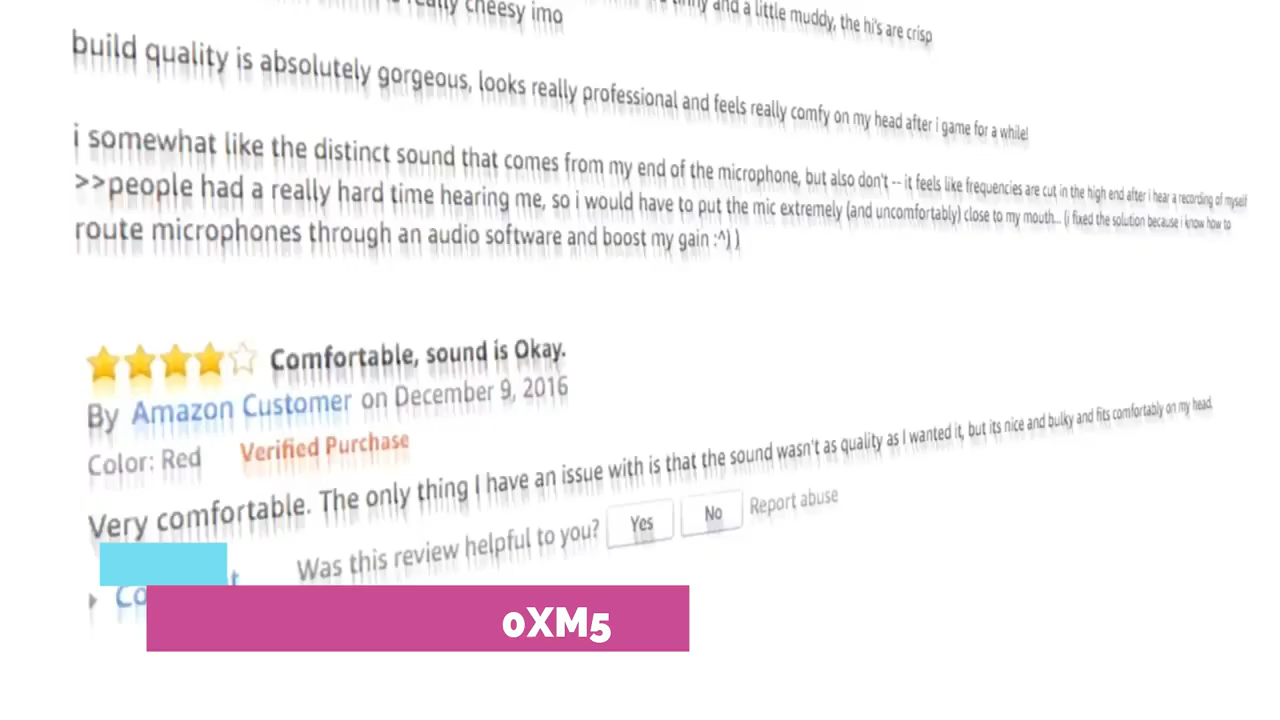 cheesy imo
and a little muddy, the hi's are crisp
build quality is absolutely gorgeous, looks really professional and feels really comfy on my head after i game for a while!
i somewhat like the distinct sound that comes from my end of the microphone, but also don't -- it feels like frequencies are cut in the high end after i hear a recording of myself
>>people had a really hard time hearing me, so i would have to put the mic extremely (and uncomfortably) close to my mouth... (i fixed the solution because i know how to
route microphones through an audio software and boost my gain :^) )
Comfortable, sound is Okay.
By Amazon Customer on December 9, 2016
Color: Red Verified Purchase
Very comfortable. The only thing I have an issue with is that the sound wasn't as quality as I wanted it, but its nice and bulky and fits comfortably on my head.
Was this review helpful to you? Yes No Report abuse
0XM5